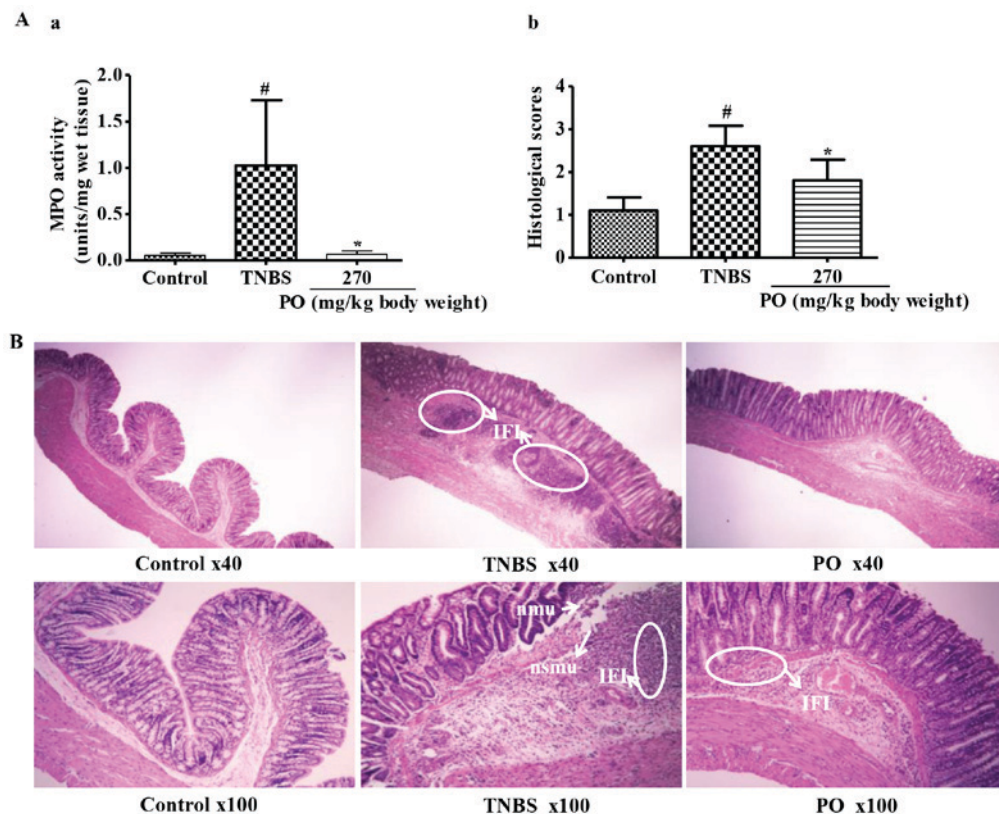 A
a
b
MPO activity
(units/mg wet tissue)
2.0
1.5
1.0
0.5
0.0
#
*
Control
TNBS
270
PO (mg/kg body weight)
Histological scores
4
3
2
1
0
#
*
Control
TNBS
270
PO (mg/kg body weight)
B
IFI
Control x40
TNBS x40
PO x40
nmu
nsmu
IFI
IFI
Control x100
TNBS x100
PO x100